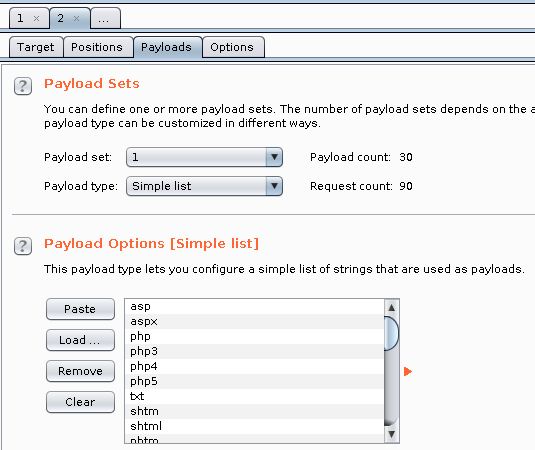 1 × 2 × ...
Target Positions Payloads Options
? Payload Sets
You can define one or more payload sets. The number of payload sets depends on the a
payload type can be customized in different ways.
Payload set: 1 Payload count: 30
Payload type: Simple list Request count: 90
? Payload Options [Simple list]
This payload type lets you configure a simple list of strings that are used as payloads.
Paste
Load ...
Remove
Clear
asp
aspx
php
php3
php4
php5
txt
shtm
shtml